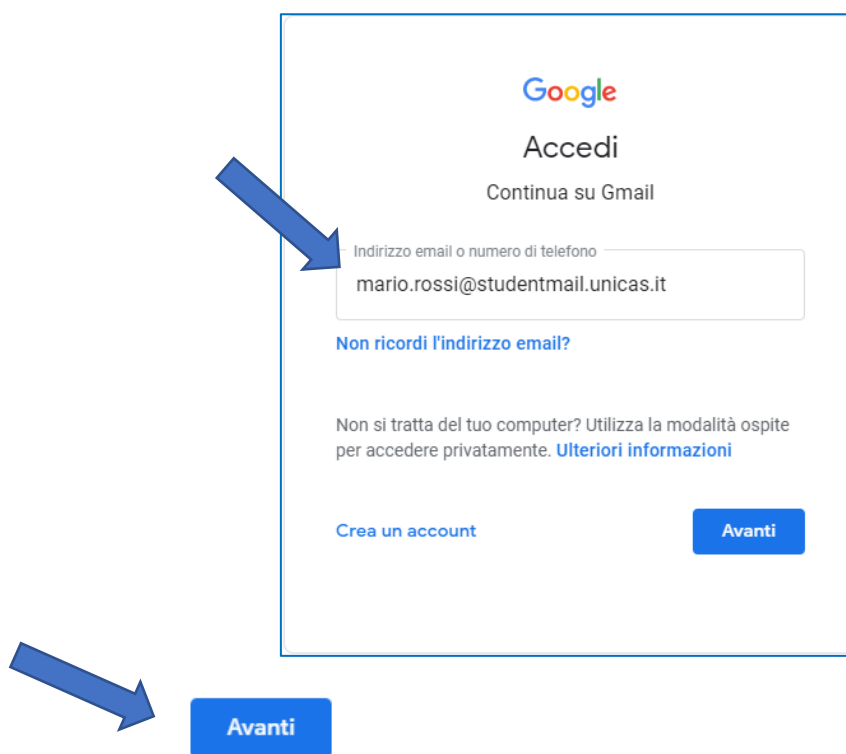 Google
Accedi
Continua su Gmail
Indirizzo email o numero di telefono
mario.rossi@studentmail.unicas.it
Non ricordi l'indirizzo email?
Non si tratta del tuo computer? Utilizza la modalità ospite
per accedere privatamente. Ulteriori informazioni
Crea un account Avanti
Avanti